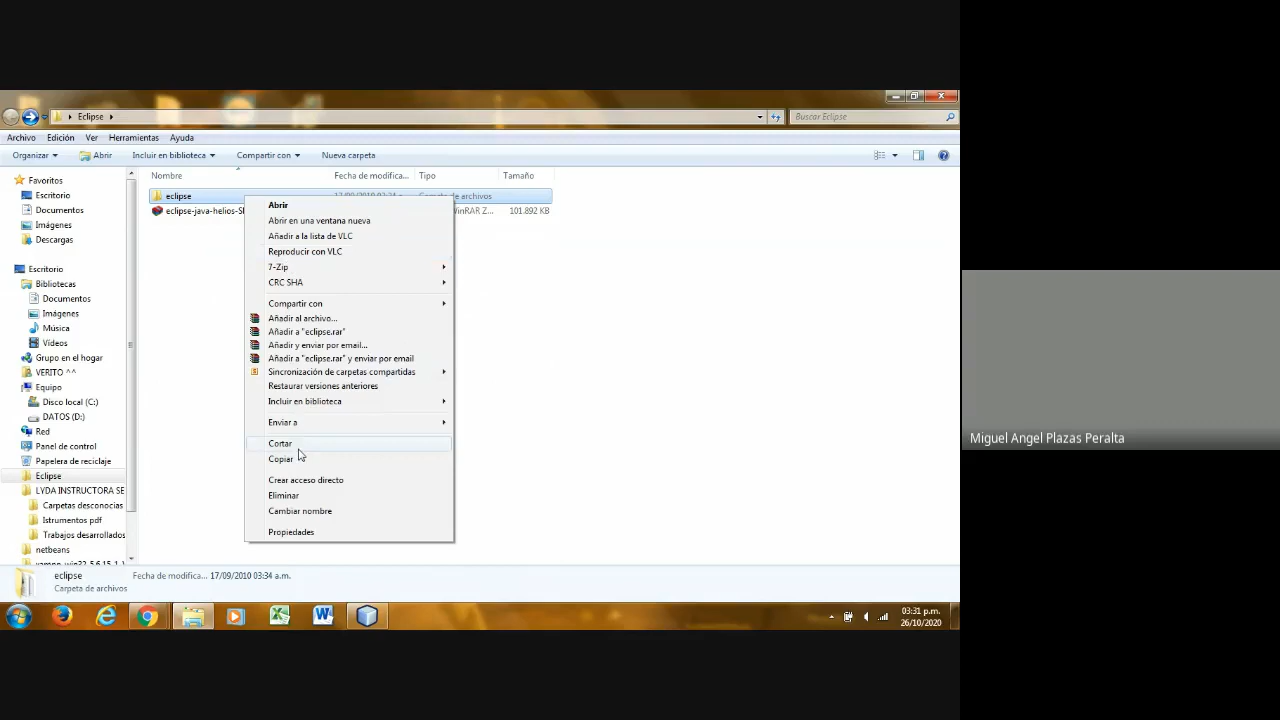 Eclipse
Buscar Eclipse
Archivo Edición Ver Herramientas Ayuda
Organizar Abrir Incluir en biblioteca Compartir con Nueva carpeta
Nombre Fecha de modifica... Tipo Tamaño
Favoritos
Escritorio
Documentos
Imágenes
Descargas
Escritorio
Bibliotecas
Documentos
Imágenes
Música
Vídeos
Grupo en el hogar
VERITO ^^
Equipo
Disco local (C:)
DATOS (D:)
Red
Panel de control
Papelera de reciclaje
Eclipse
LYDA INSTRUCTORA SE
Carpetas desconocias
Istrumentos pdf
Trabajos desarrollados
netbeans
eclipse archivos
eclipse-java-helios-SR 101.892 KB
Abrir
Abrir en una ventana nueva
Añadir a la lista de VLC
Reproducir con VLC
7-Zip
CRC SHA
Compartir con
Añadir al archivo...
Añadir a "eclipse.rar"
Añadir y enviar por email...
Añadir a "eclipse.rar" y enviar por email
Sincronización de carpetas compartidas
Restaurar versiones anteriores
Incluir en biblioteca
Enviar a
Cortar
Copiar
Crear acceso directo
Eliminar
Cambiar nombre
Propiedades
eclipse Fecha de modifica... 17/09/2010 03:34 a.m.
Carpeta de archivos
03:31 p.m.
26/10/2020
Miguel Angel Plazas Peralta